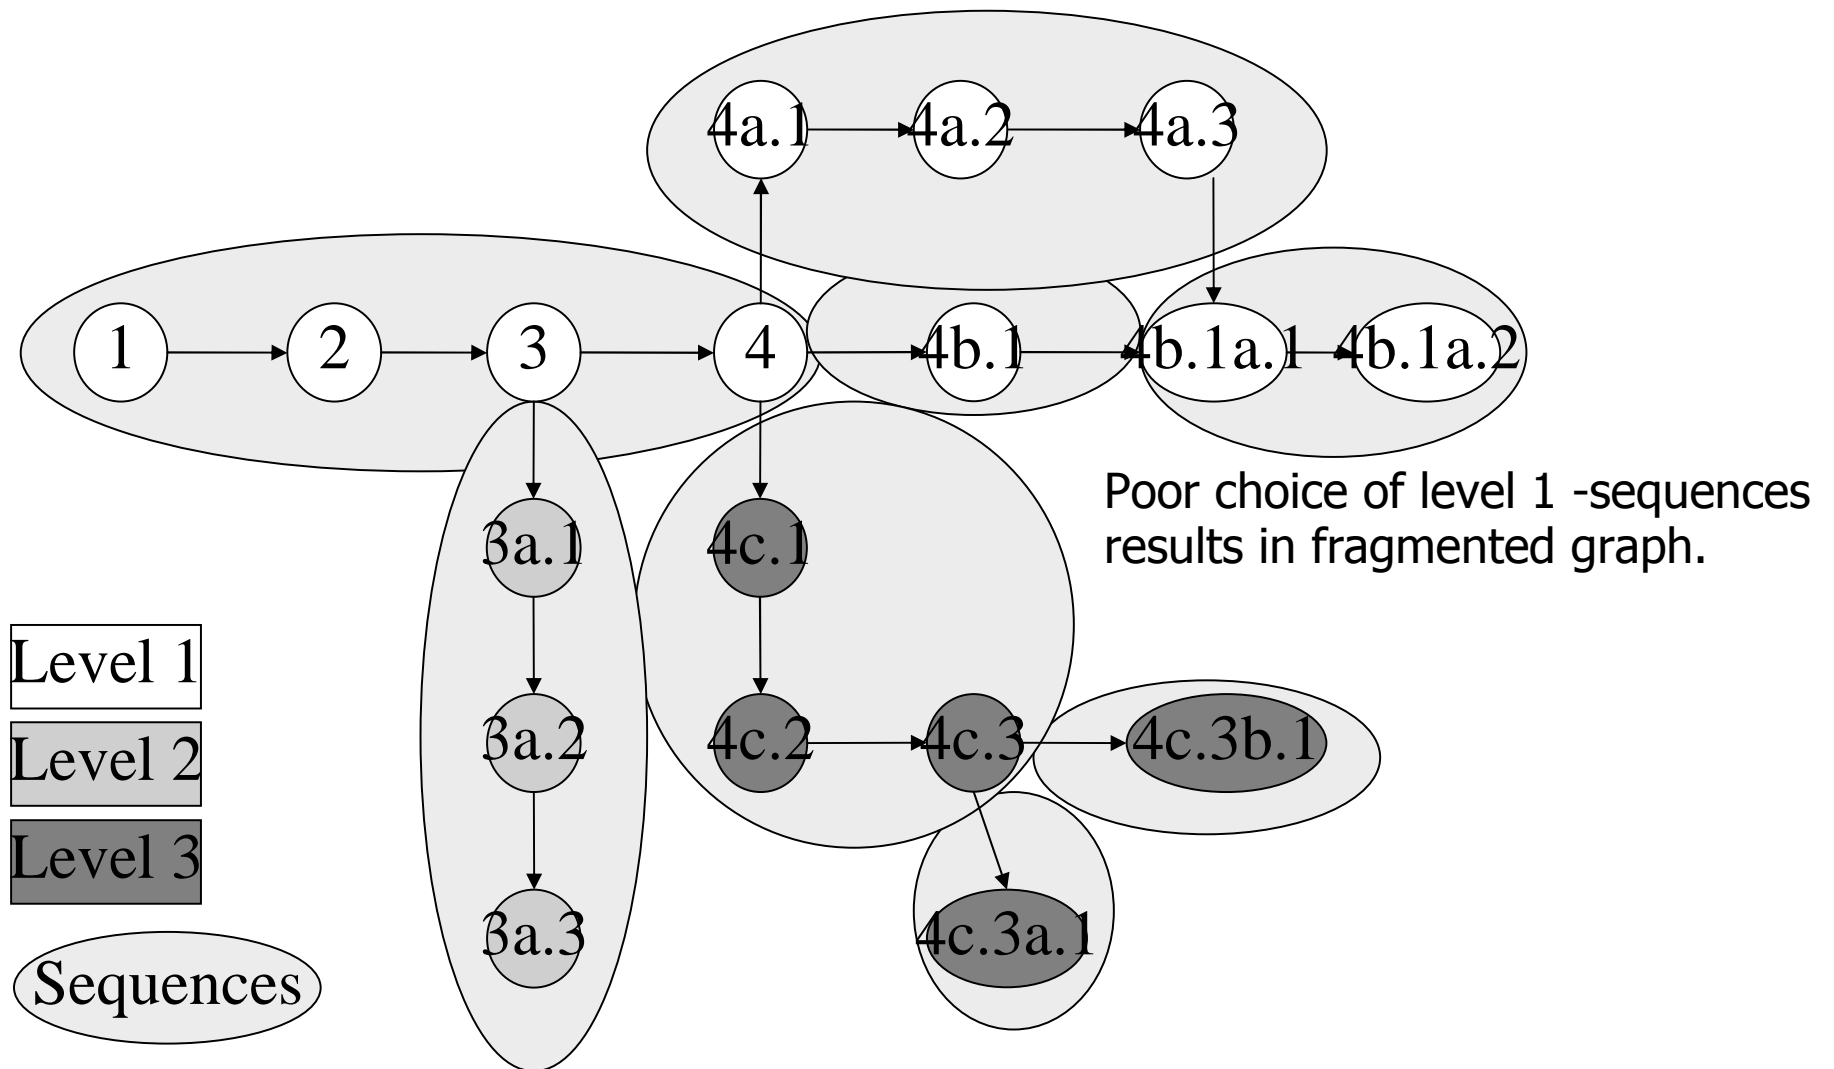 4a.1
4a.2
4a.3
1
2
3
4
4b.1
4b.1a.1
4b.1a.2
Poor choice of level 1 -sequences
results in fragmented graph.
3a.1
4c.1
Level 1
Level 2
Level 3
3a.2
4c.2
4c.3
4c.3b.1
3a.3
4c.3a.1
Sequences